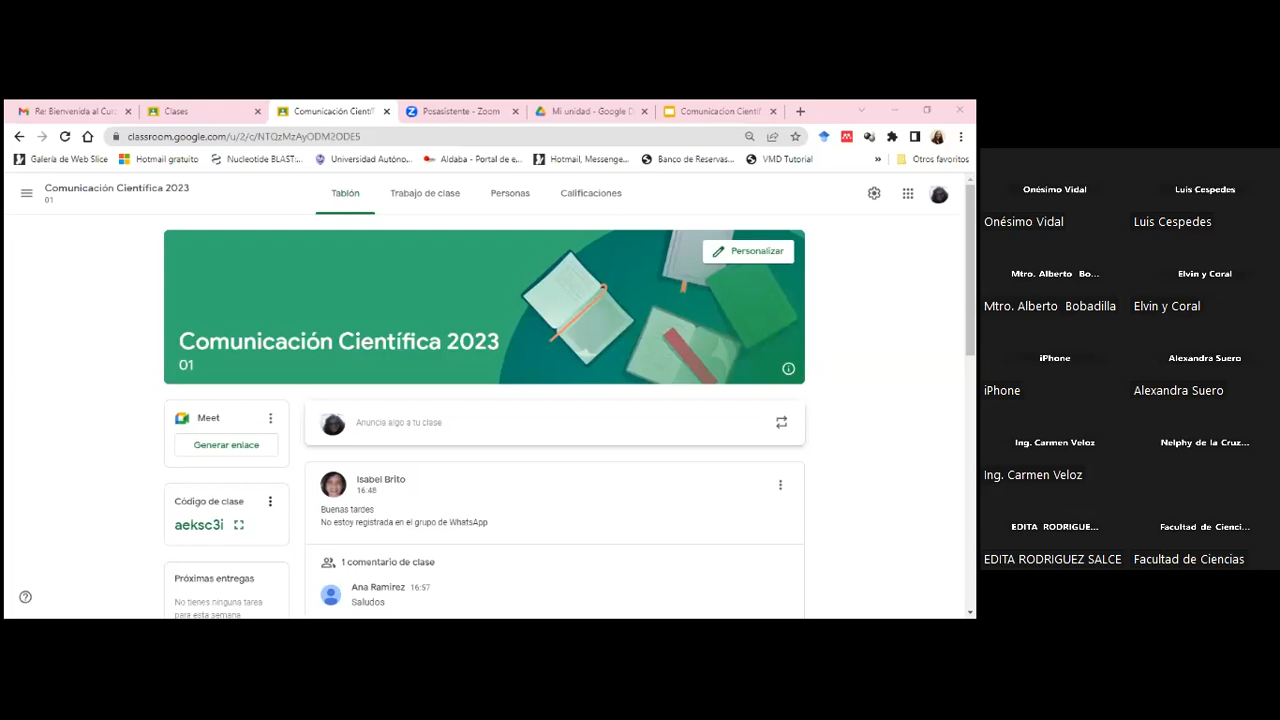 Re: Bienvenida al Cur
Clases
Comunicación Científ
Posasistente - Zoom
Mi unidad - Google D
Comunicacion Científ
classroom.google.com/u/2/c/NTQzMzAyODM2ODE5
Galería de Web Slice
Hotmail gratuito
Nucleotide BLAST:...
Universidad Autóno...
Aldaba - Portal de e...
Hotmail, Messenge...
Banco de Reservas...
VMD Tutorial
»
Otros favoritos
Comunicación Científica 2023
01
Tablón
Trabajo de clase
Personas
Calificaciones
Personalizar
Comunicación Científica 2023
01
Meet
Generar enlace
Anuncia algo a tu clase
Código de clase
aeksc3i
Isabel Brito
16:48
Buenas tardes
No estoy registrada en el grupo de WhatsApp
1 comentario de clase
Próximas entregas
No tienes ninguna tarea
para esta semana
Ana Ramirez 16:57
Saludos
Onésimo Vidal
Luis Cespedes
Onésimo Vidal
Luis Cespedes
Mtro. Alberto Bo...
Elvin y Coral
Mtro. Alberto Bobadilla
Elvin y Coral
iPhone
Alexandra Suero
iPhone
Alexandra Suero
Ing. Carmen Veloz
Nelphy de la Cruz...
Ing. Carmen Veloz
EDITA RODRIGUE...
Facultad de Cienci...
EDITA RODRIGUEZ SALCE
Facultad de Ciencias